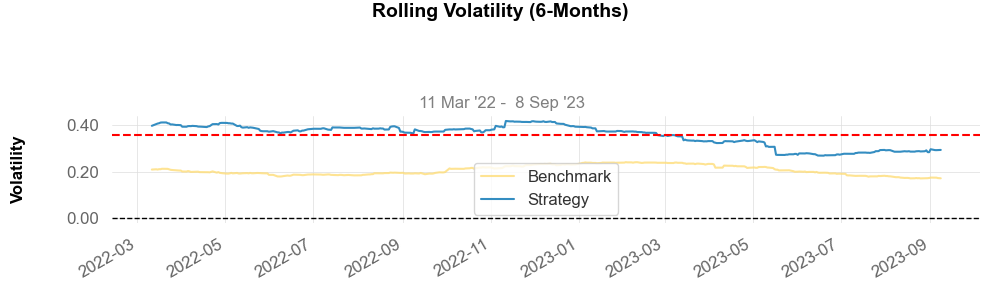 Rolling Volatility (6-Months)
11 Mar '22 -  8 Sep '23
Volatility
0.40
0.20
0.00
Benchmark
Strategy
2022-03
2022-05
2022-07
2022-09
2022-11
2023-01
2023-03
2023-05
2023-07
2023-09